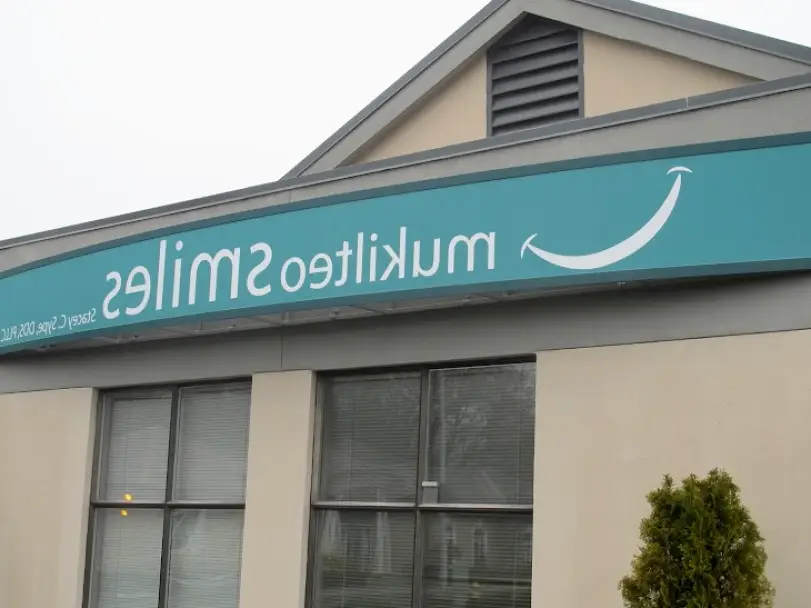 mukilteo smiles
Stacey C. Sype, DDS, PLLC